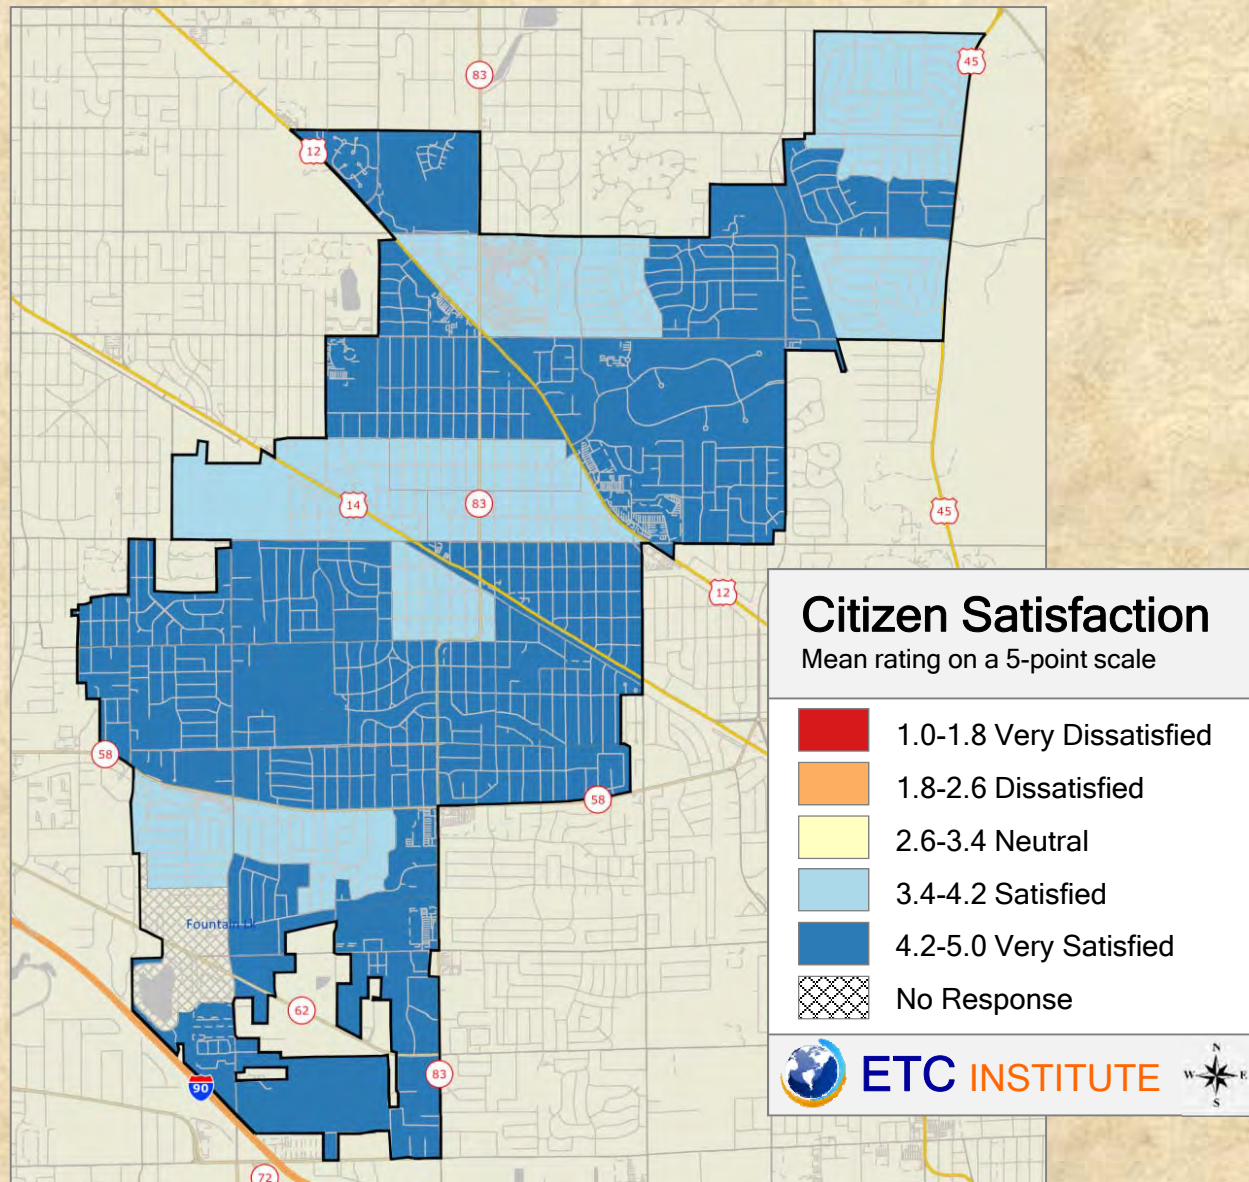 83
45
12
14
83
45
12
58
58
Fountain Lk
62
83
90
72
Citizen Satisfaction
Mean rating on a 5-point scale
1.0-1.8 Very Dissatisfied
1.8-2.6 Dissatisfied
2.6-3.4 Neutral
3.4-4.2 Satisfied
4.2-5.0 Very Satisfied
No Response
ETC INSTITUTE
N
W E
S